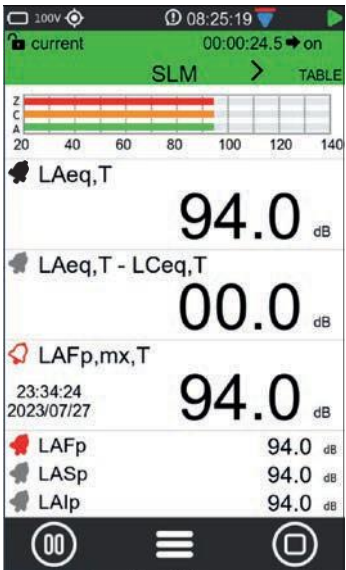 100V 08:25:19
current 00:00:24.5 on
SLM > TABLE
Z
C
A
20 40 60 80 100 120 140
LAeq,T
94.0 dB
LAeq,T - LCeq,T
00.0 dB
LAFp,mx,T
23:34:24
2023/07/27
94.0 dB
LAFp 94.0 dB
LASp 94.0 dB
LAIp 94.0 dB